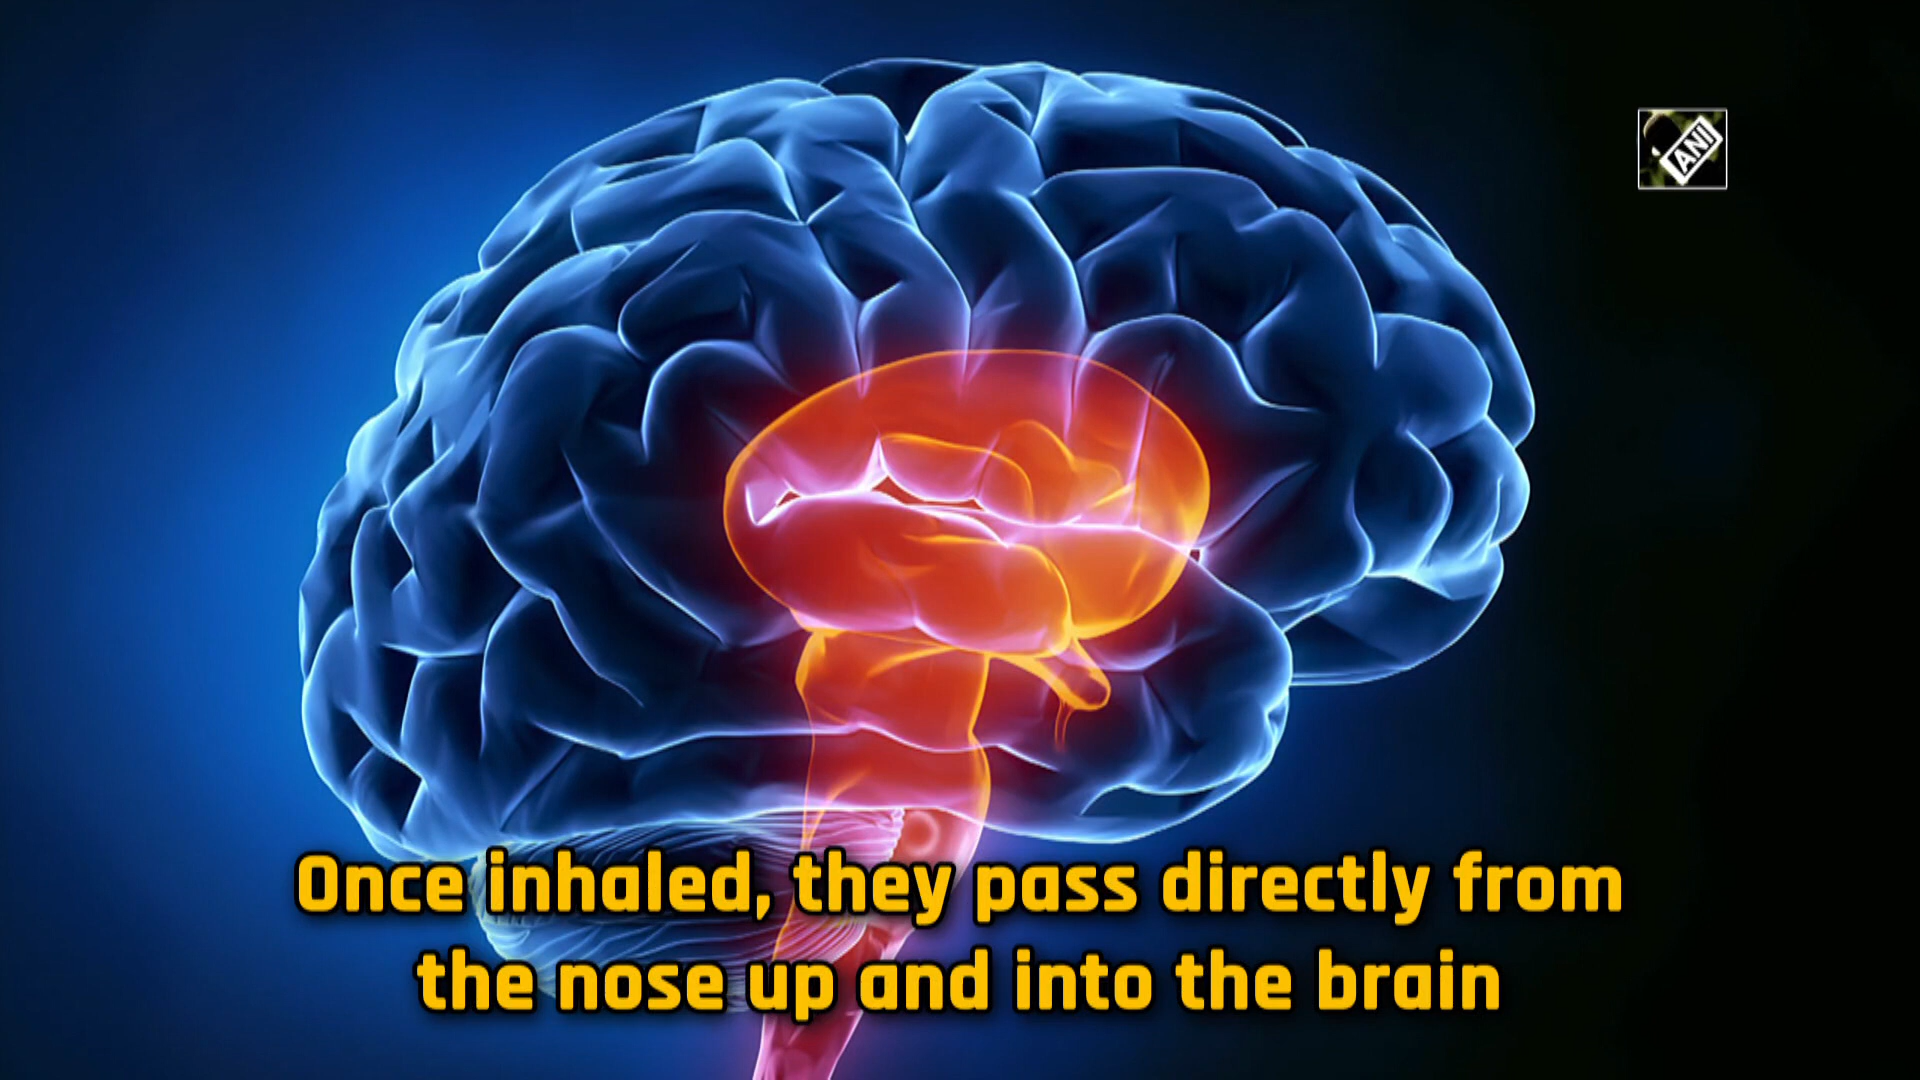 ANI
Once inhaled, they pass directly from
the nose up and into the brain